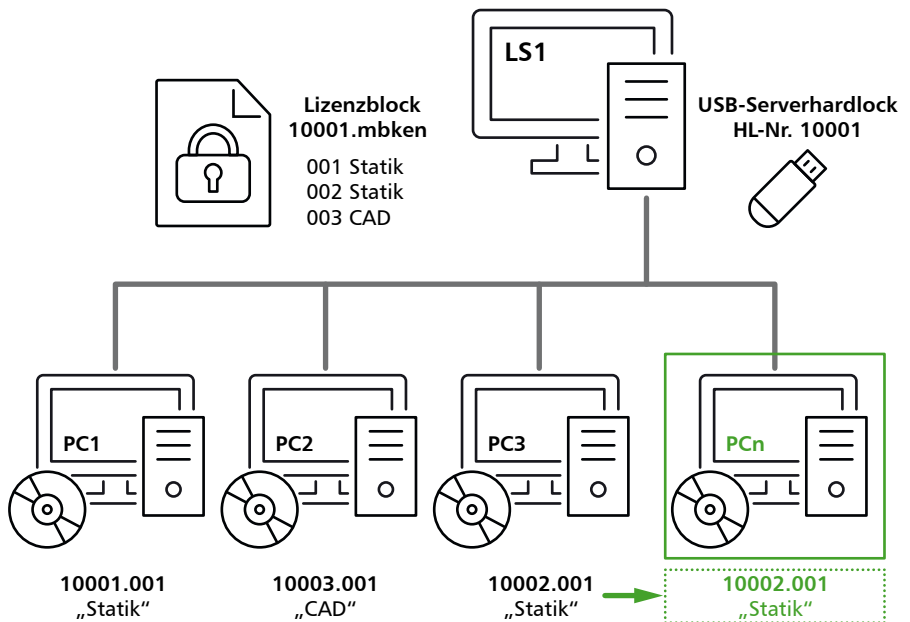 LS1
Lizenzblock
10001.mbken
001 Statik
002 Statik
003 CAD
USB-Serverhardlock
HL-Nr. 10001
PC1
PC2
PC3
PCn
10001.001
„Statik“
10003.001
„CAD“
10002.001
„Statik“
10002.001
„Statik“